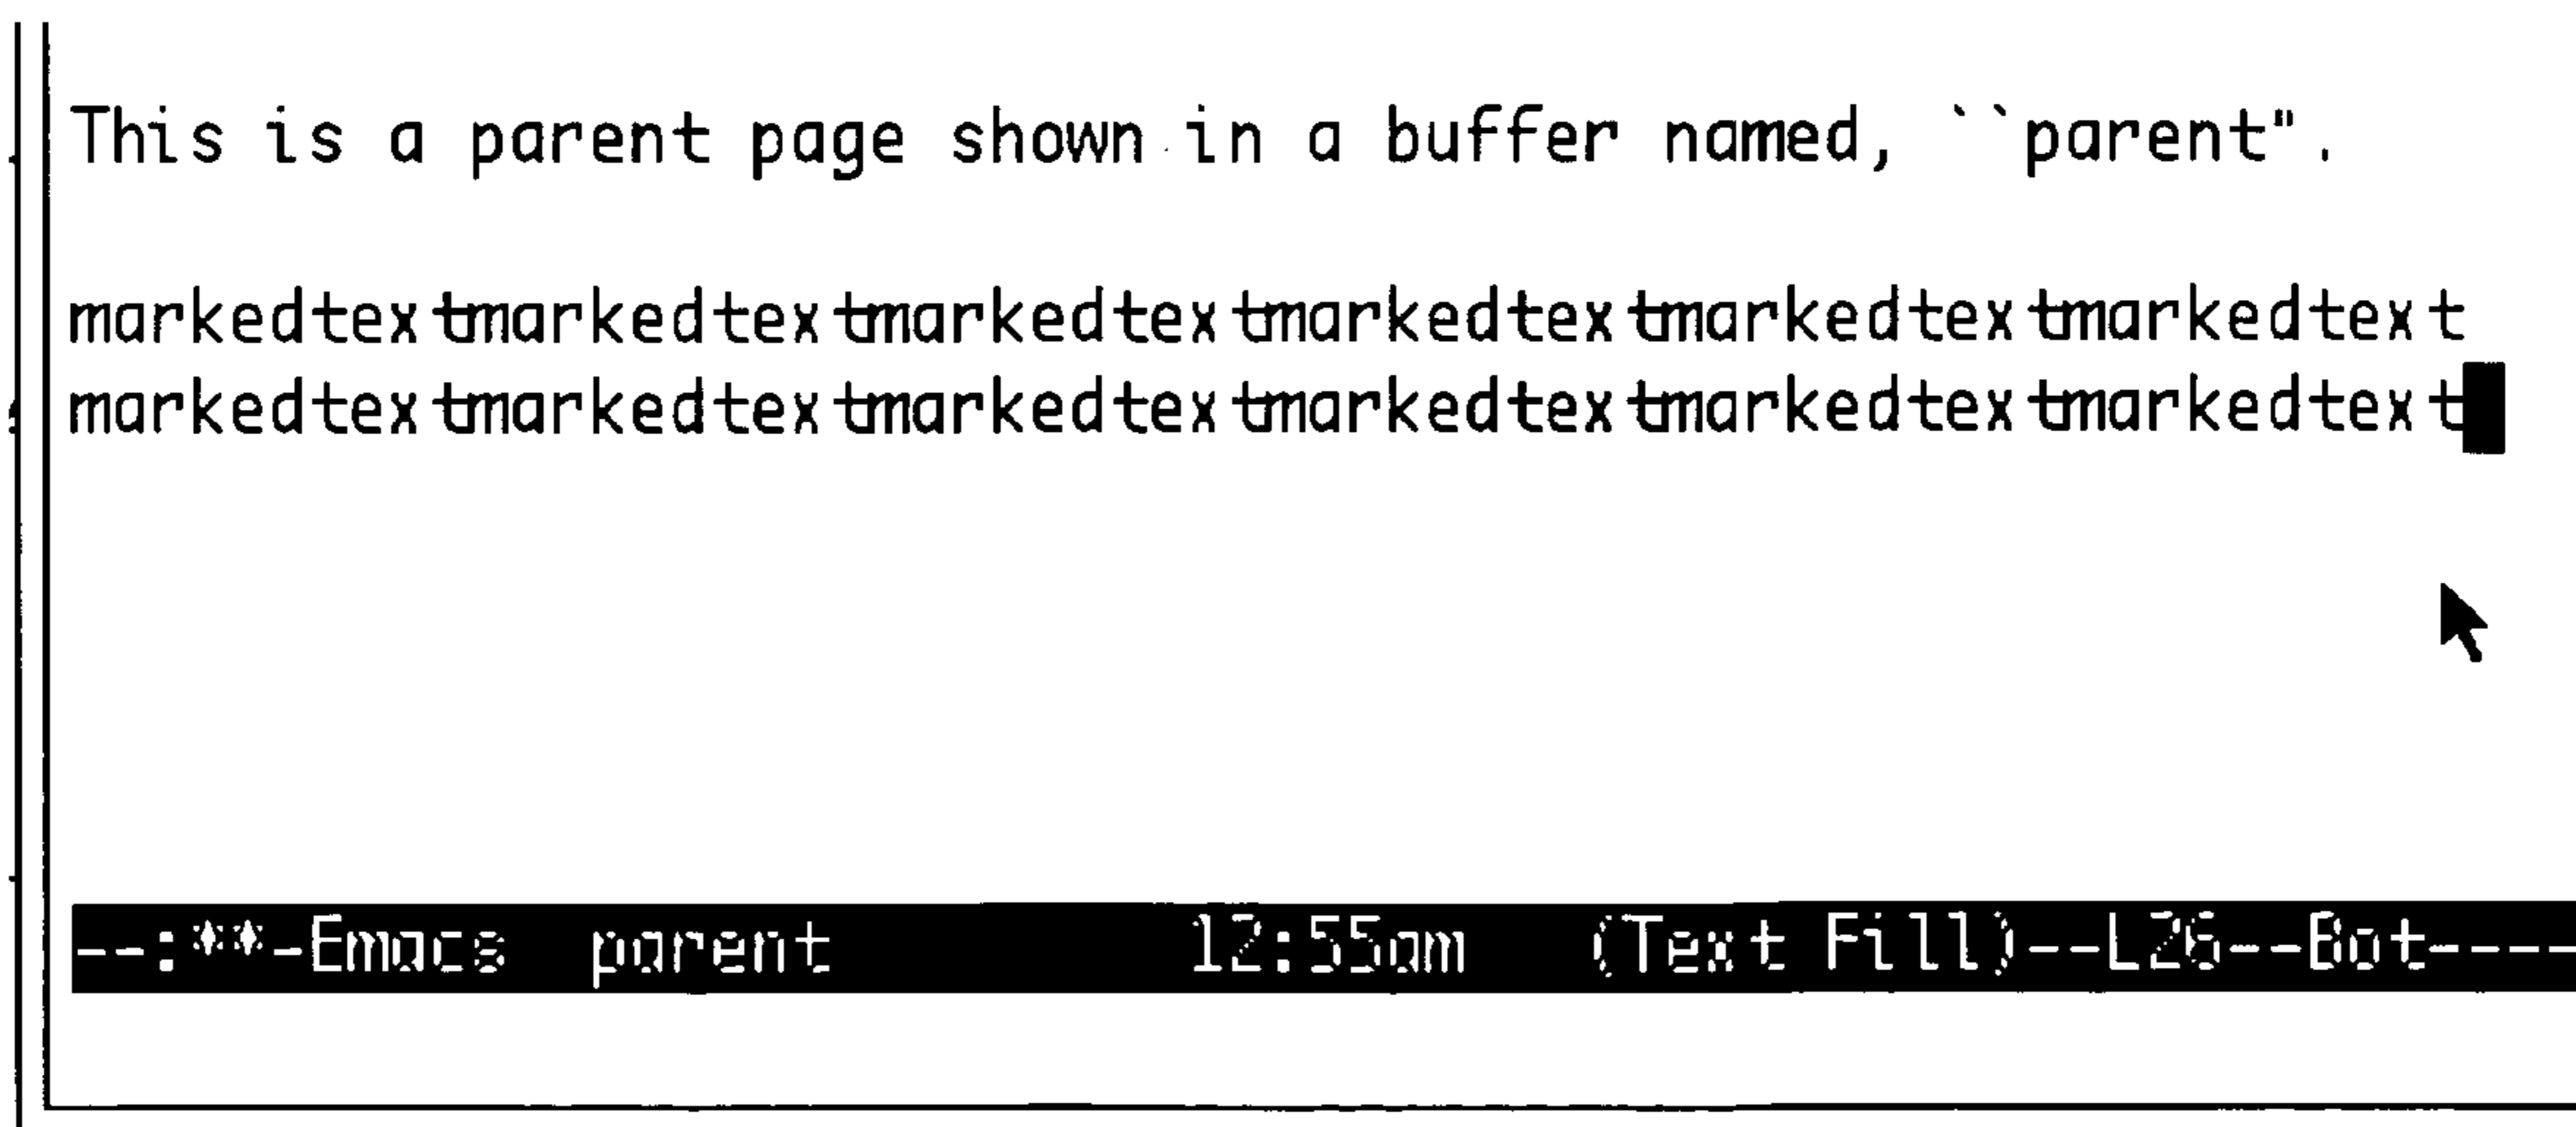 This is a parent page shown in a buffer named, ``parent".
markedtextmarkedtextmarkedtextmarkedtextmarkedtextmarkedtext
markedtextmarkedtextmarkedtextmarkedtextmarkedtextmarkedtext
--:**-Emacs  parent         12:55am   (Text Fill)--L26--Bot----